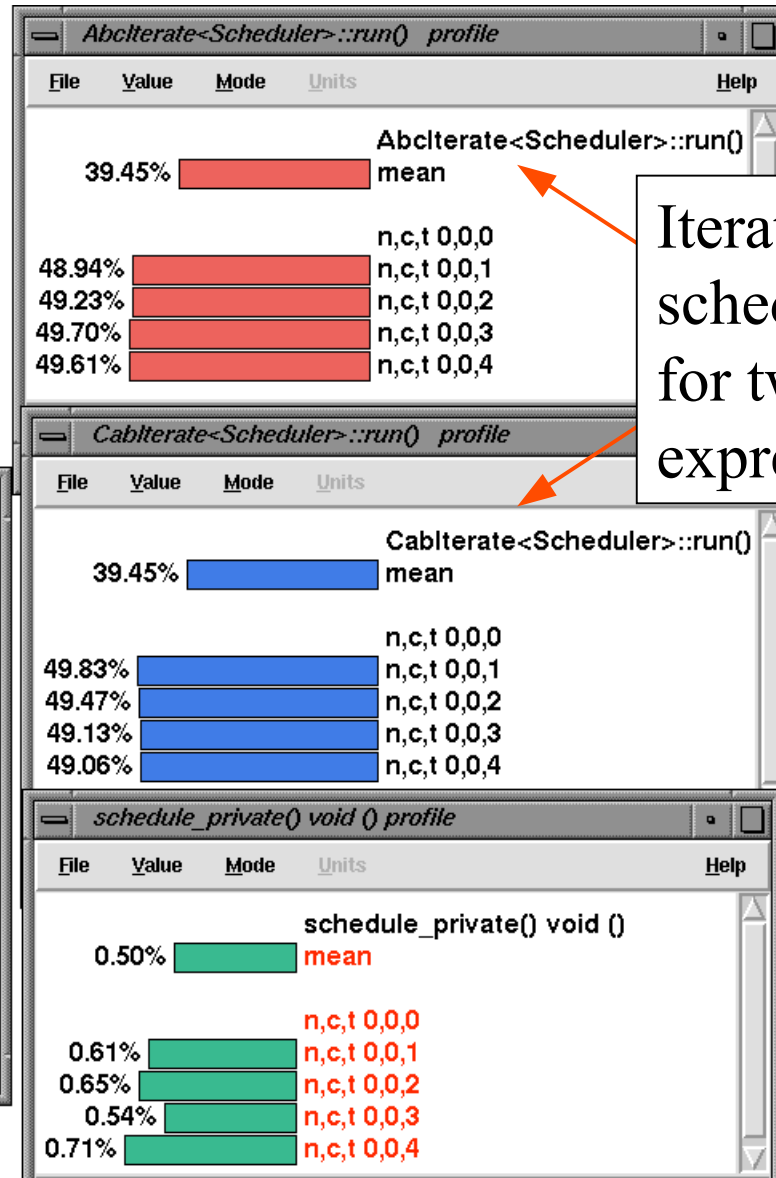 AbcIterate<Scheduler>::run() profile
File Value Mode Units Help
AbcIterate<Scheduler>::run()
39.45% mean
n,c,t 0,0,0
48.94% n,c,t 0,0,1
49.23% n,c,t 0,0,2
49.70% n,c,t 0,0,3
49.61% n,c,t 0,0,4
CabIterate<Scheduler>::run() profile
File Value Mode Units
CabIterate<Scheduler>::run()
39.45% mean
n,c,t 0,0,0
49.83% n,c,t 0,0,1
49.47% n,c,t 0,0,2
49.13% n,c,t 0,0,3
49.06% n,c,t 0,0,4
schedule_private() void () profile
File Value Mode Units Help
schedule_private() void ()
0.50% mean
n,c,t 0,0,0
0.61% n,c,t 0,0,1
0.65% n,c,t 0,0,2
0.54% n,c,t 0,0,3
0.71% n,c,t 0,0,4
for